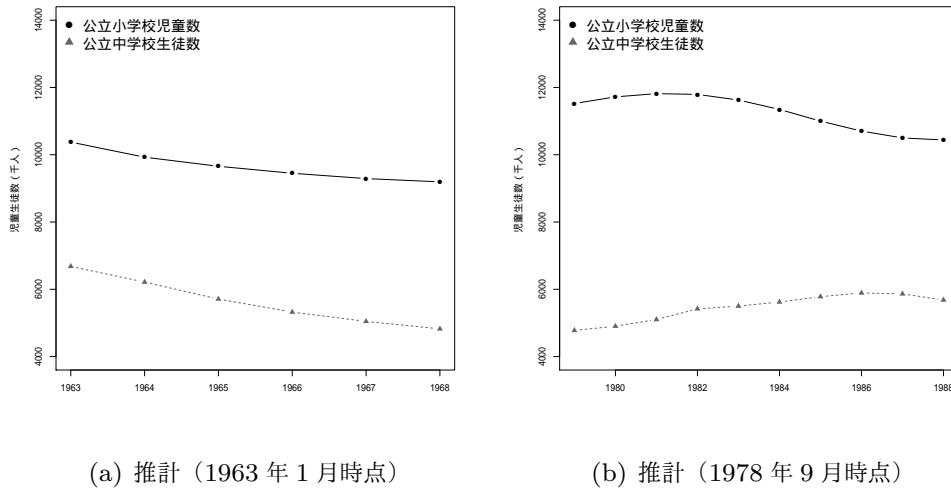 公立小学校児童数
公立中学校生徒数
児童生徒数（千人）
14000
12000
10000
8000
6000
4000
1963 1964 1965 1966 1967 1968
(a) 推計（1963 年 1 月時点）
公立小学校児童数
公立中学校生徒数
児童生徒数（千人）
14000
12000
10000
8000
6000
4000
1980 1982 1984 1986 1988
(b) 推計（1978 年 9 月時点）